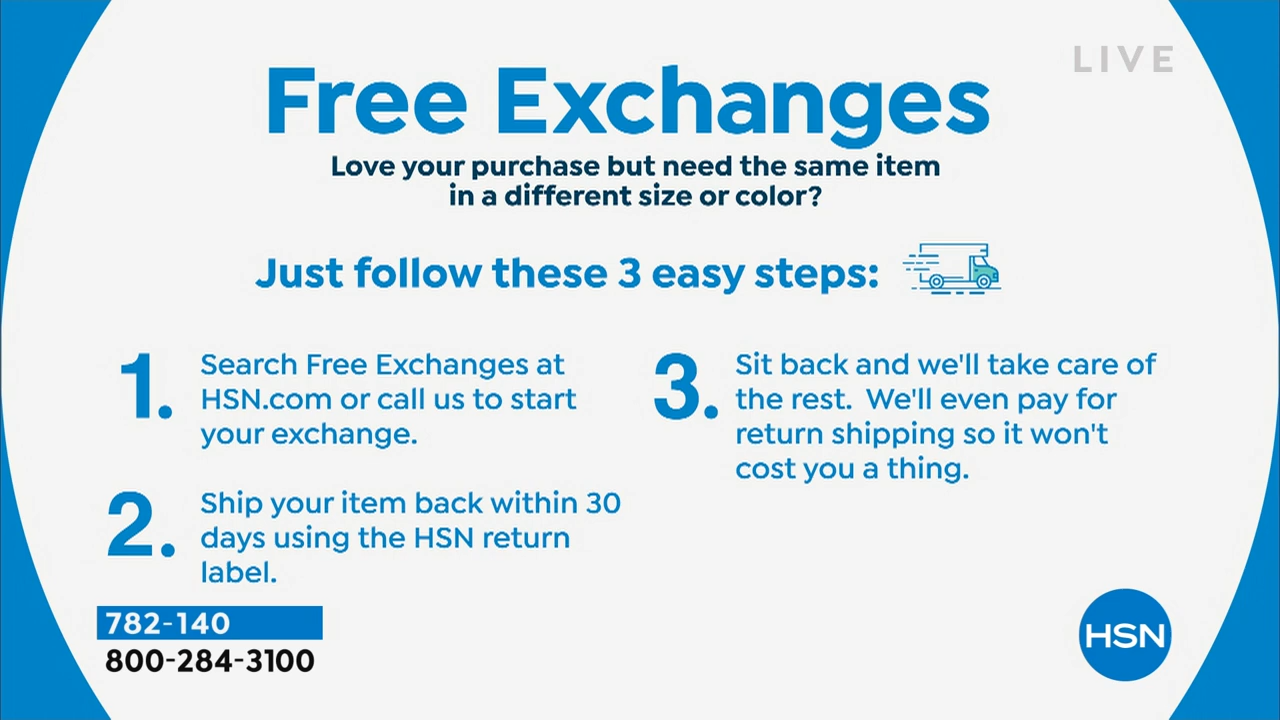 LIVE
Free Exchanges
Love your purchase but need the same item
in a different size or color?
Just follow these 3 easy steps:
1. Search Free Exchanges at
HSN.com or call us to start
your exchange.
2. Ship your item back within 30
days using the HSN return
label.
3. Sit back and we'll take care of
the rest.  We'll even pay for
return shipping so it won't
cost you a thing.
782-140
800-284-3100
HSN